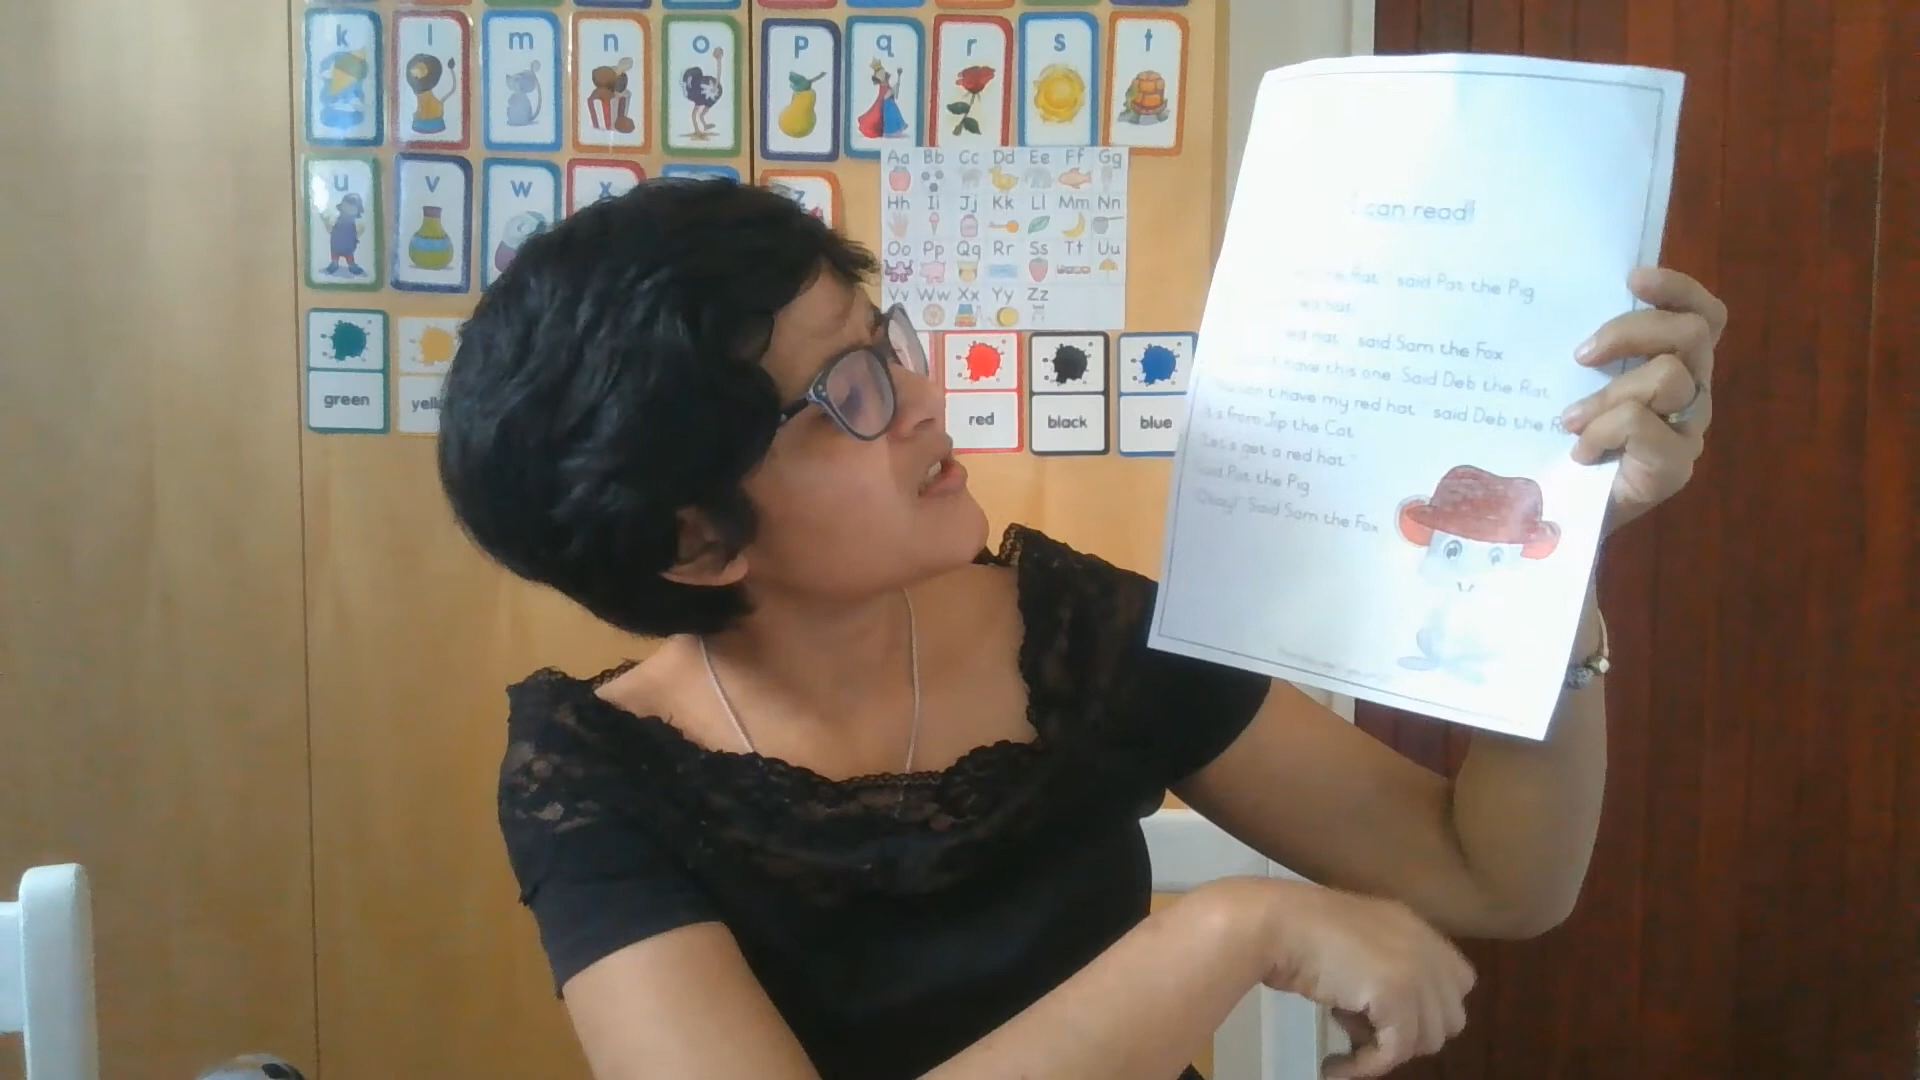 k l m n o p q r s t
u v w x z
Aa Bb Cc Dd Ee Ff Gg
Hh Ii Jj Kk Ll Mm Nn
Oo Pp Qq Rr Ss Tt Uu
Vv Ww Xx Yy Zz
green red black blue
I can read!
said Pat the Pig
hat
hat" said Sam the Fox
have this one. Said Deb the Rat
have my red hat" said Deb the
from Jip the Cat
"Let's get a red hat."
said Pat the Pig
"Okay!" Said Sam the Fox